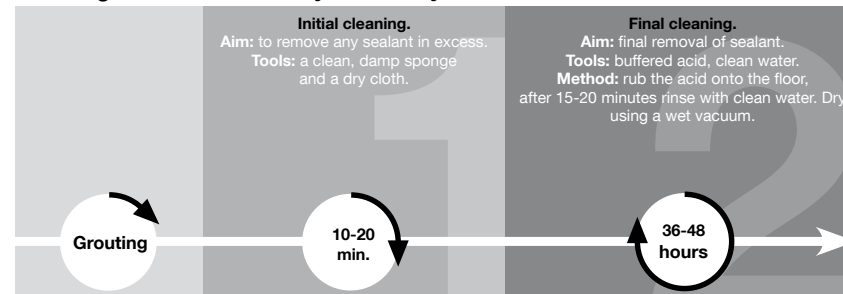 Initial cleaning.
Aim: to remove any sealant in excess.
Tools: a clean, damp sponge
and a dry cloth.
Final cleaning.
Aim: final removal of sealant.
Tools: buffered acid, clean water.
Method: rub the acid onto the floor,
after 15-20 minutes rinse with clean water. Dry
using a wet vacuum.
1
2
Grouting
10-20
min.
36-48
hours